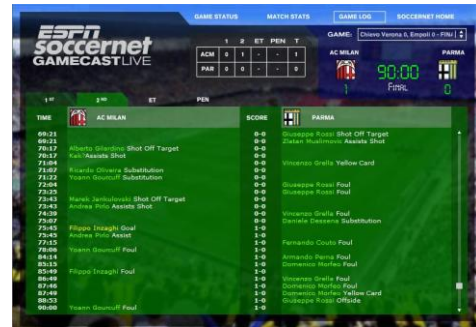 GAME STATUS MATCH STATS GAME LOG SOCCERNET HOME
ESPN
soccernet
GAMECASTLIVE
1 2 ET PEN T
ACM 0 1 - - 1
PAR 0 0 - - 0
GAME: Chievo Verona 0, Empoli 0 - FINAL
AC MILAN PARMA
90:00
1 FINAL 0
1ST 2ND ET PEN
TIME AC MILAN SCORE PARMA
69:21 0-0 Giuseppe Rossi Shot Off Target
69:21 0-0 Zlatan Muslimovic Assists Shot
70:17 Alberto Gilardino Shot Off Target 0-0
70:17 Kaká Assists Shot 0-0
71:04 0-0 Vincenzo Grella Yellow Card
71:07 Ricardo Oliveira Substitution 0-0
71:22 Yoann Gourcuff Substitution 0-0
72:04 0-0 Giuseppe Rossi Foul
73:25 0-0 Giuseppe Rossi Foul
73:43 Marek Jankulovski Shot Off Target 0-0
73:43 Andrea Pirlo Assists Shot 0-0
74:39 0-0 Vincenzo Grella Foul
75:07 0-0 Daniele Dessena Substitution
75:45 Filippo Inzaghi Goal 1-0
75:45 Andrea Pirlo Assist 1-0
77:15 1-0 Fernando Couto Foul
78:06 Yoann Gourcuff Foul 1-0
84:14 1-0 Armando Perna Foul
85:15 1-0 Domenico Morfeo Foul
85:49 Filippo Inzaghi Foul 1-0
86:49 1-0 Vincenzo Grella Foul
87:46 1-0 Domenico Morfeo Foul
87:49 1-0 Domenico Morfeo Yellow Card
88:53 1-0 Giuseppe Rossi Offside
90:00 Yoann Gourcuff Foul 1-0